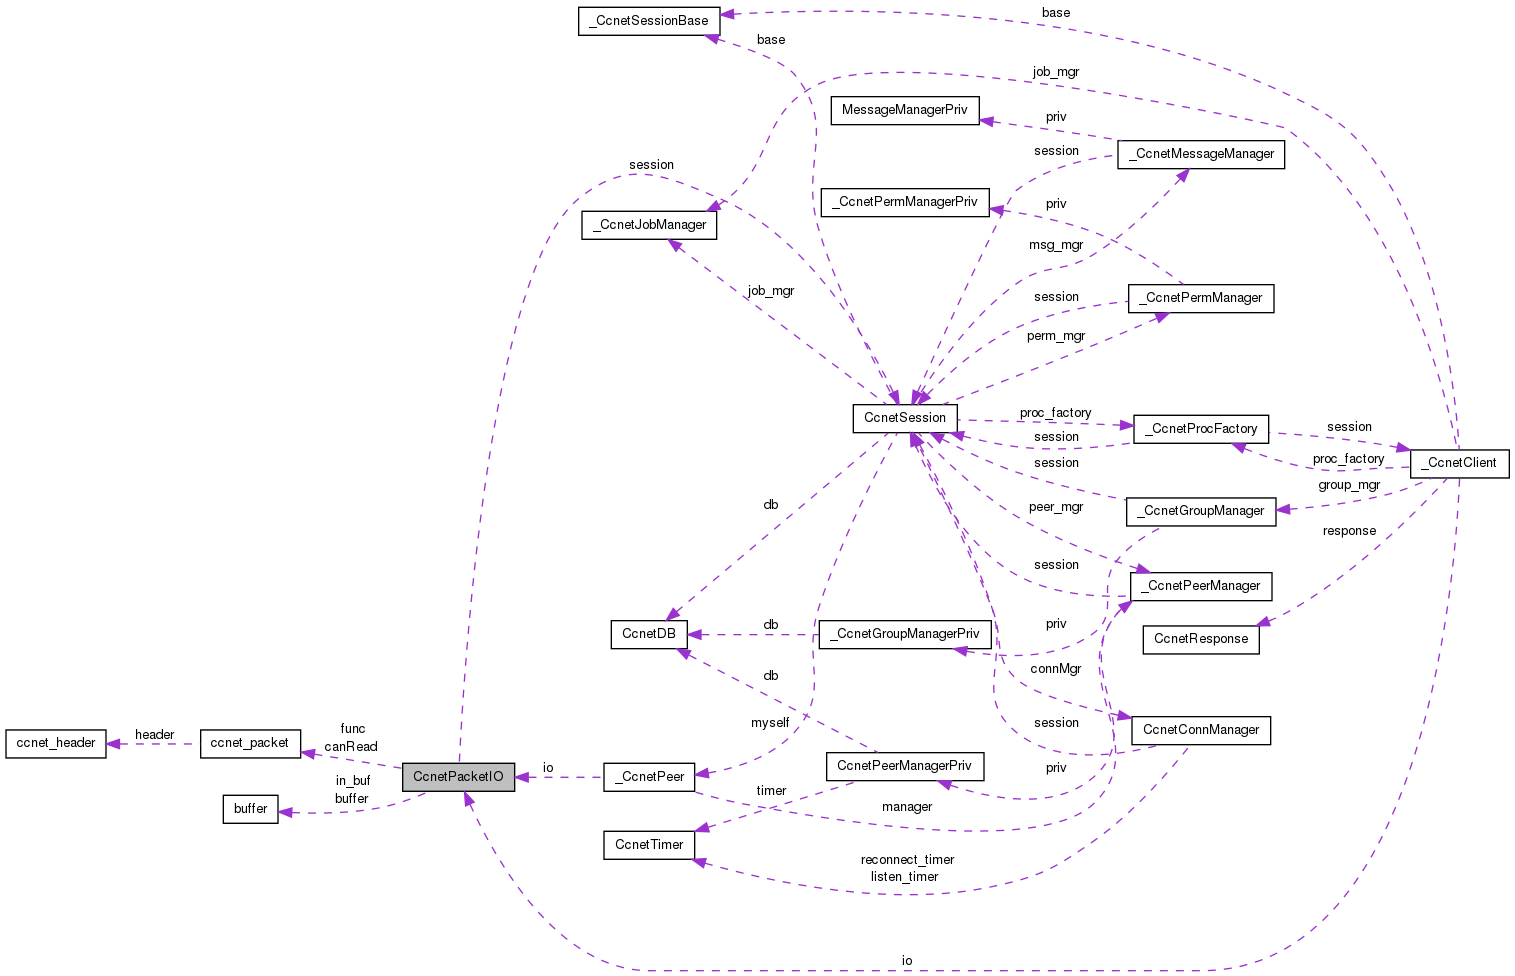 base
_CcnetSessionBase
base
job_mgr
MessageManagerPriv
priv
session
_CcnetMessageManager
session
_CcnetPermManagerPriv
priv
_CcnetJobManager
msg_mgr
job_mgr
session
_CcnetPermManager
perm_mgr
CcnetSession
proc_factory
_CcnetProcFactory
session
session
proc_factory
_CcnetClient
session
group_mgr
db
peer_mgr
_CcnetGroupManager
response
session
_CcnetPeerManager
CcnetDB
db
_CcnetGroupManagerPriv
priv
CcnetResponse
db
connMgr
myself
session
CcnetConnManager
ccnet_header
header
ccnet_packet
func
canRead
CcnetPacketIO
io
_CcnetPeer
CcnetPeerManagerPriv
priv
in_buf
buffer
buffer
timer
manager
CcnetTimer
reconnect_timer
listen_timer
io